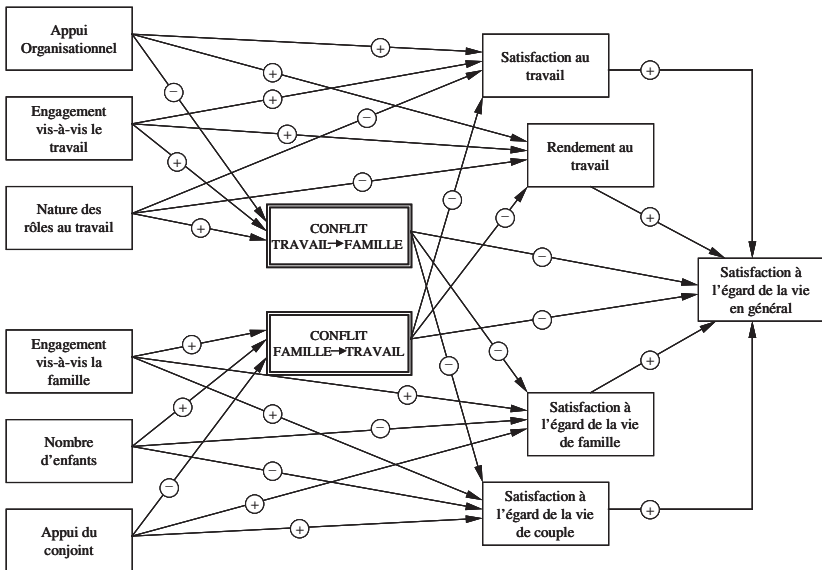 Appui
Organisationnel
Engagement
vis-à-vis le
travail
Nature des
rôles au travail
Engagement
vis-à-vis la
famille
Nombre
d'enfants
Appui du
conjoint
CONFLIT
TRAVAIL→FAMILLE
CONFLIT
FAMILLE→TRAVAIL
Satisfaction au
travail
Rendement au
travail
Satisfaction à
l'égard de la vie
de famille
Satisfaction à
l'égard de la vie
de couple
Satisfaction à
l'égard de la vie
en général
+
+
−
+
+
+
−
−
+
+
+
+
+
−
−
−
+
+
−
−
−
−
−
−
−
+
+
+
+